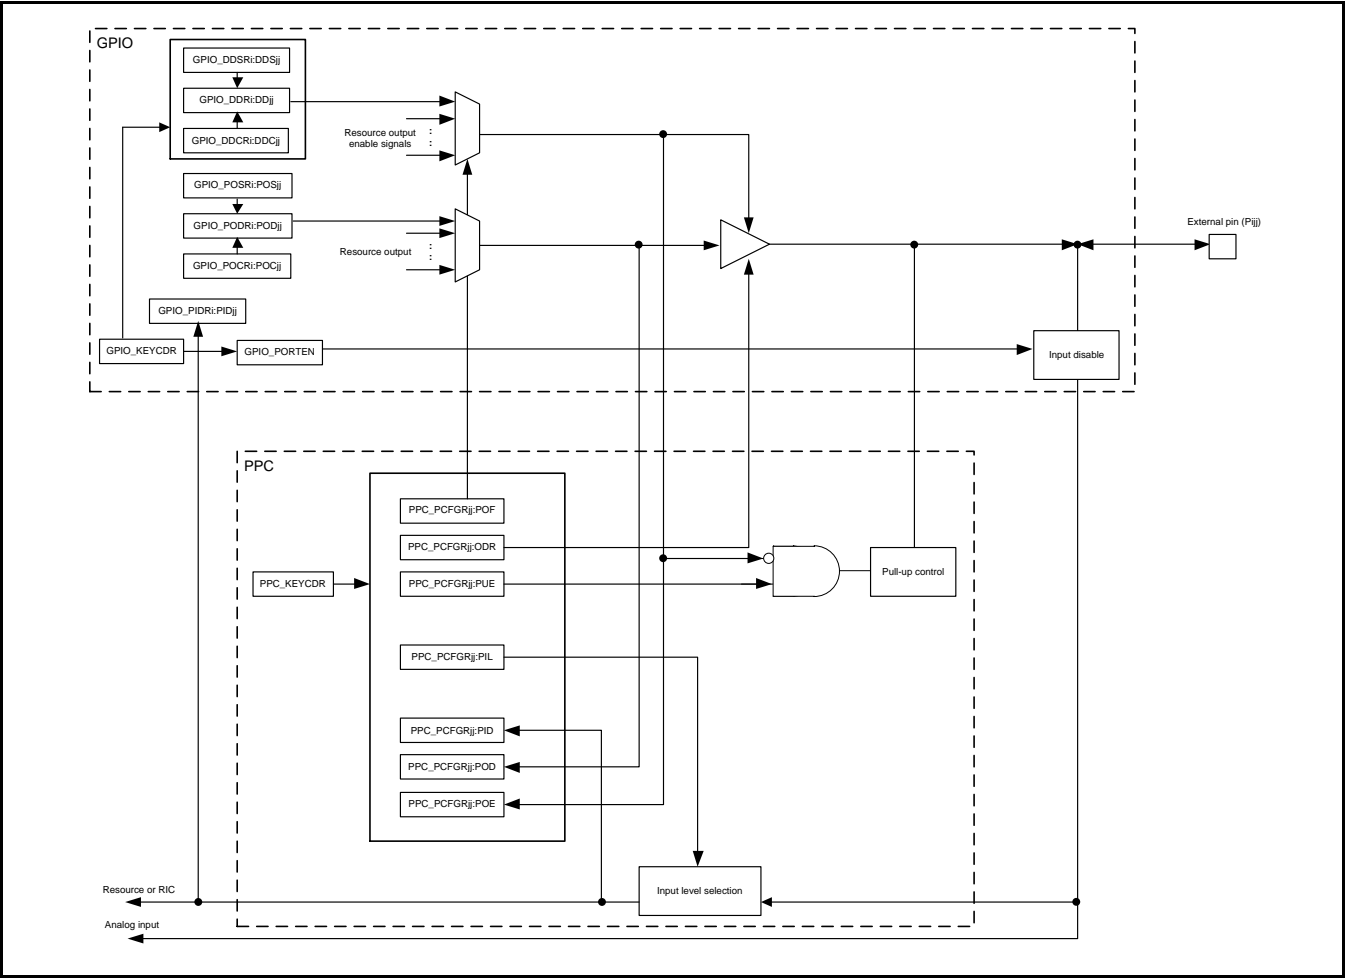 GPIO
GPIO_DDSRi:DDSjj
GPIO_DDRi:DDjj
GPIO_DDCRi:DDCjj
Resource output
enable signals
:
:
GPIO_POSRi:POSjj
GPIO_PODRi:PODjj
GPIO_POCRi:POCjj
Resource output
:
:
External pin (Pijj)
GPIO_PIDRi:PIDjj
GPIO_KEYCDR
GPIO_PORTEN
Input disable
PPC
PPC_PCFGRjj:POF
PPC_PCFGRjj:ODR
PPC_KEYCDR
PPC_PCFGRjj:PUE
Pull-up control
PPC_PCFGRjj:PIL
PPC_PCFGRjj:PID
PPC_PCFGRjj:POD
PPC_PCFGRjj:POE
Input level selection
Resource or RIC
Analog input